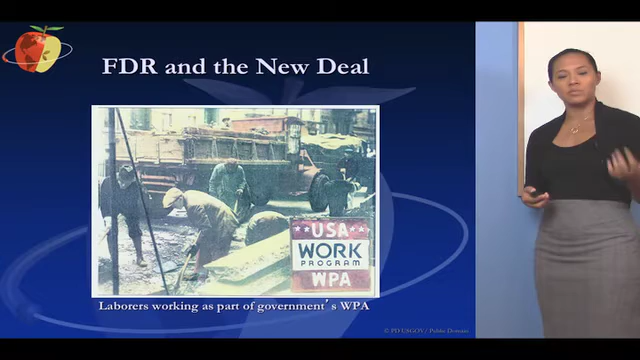 FDR and the New Deal
USA
WORK
PROGRAM
WPA
Laborers working as part of government's WPA
© PD USGOV/ Public Domain